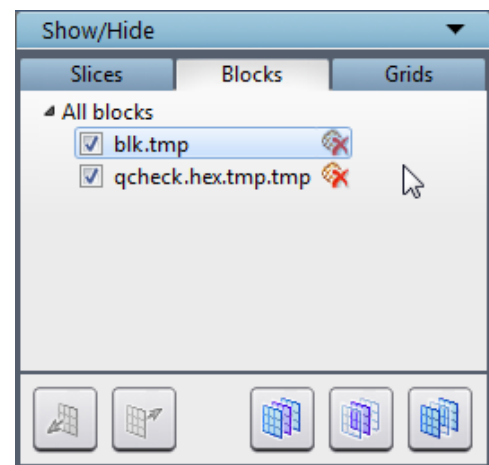 Show/Hide
Slices Blocks Grids
All blocks
blk.tmp
qcheck.hex.tmp.tmp